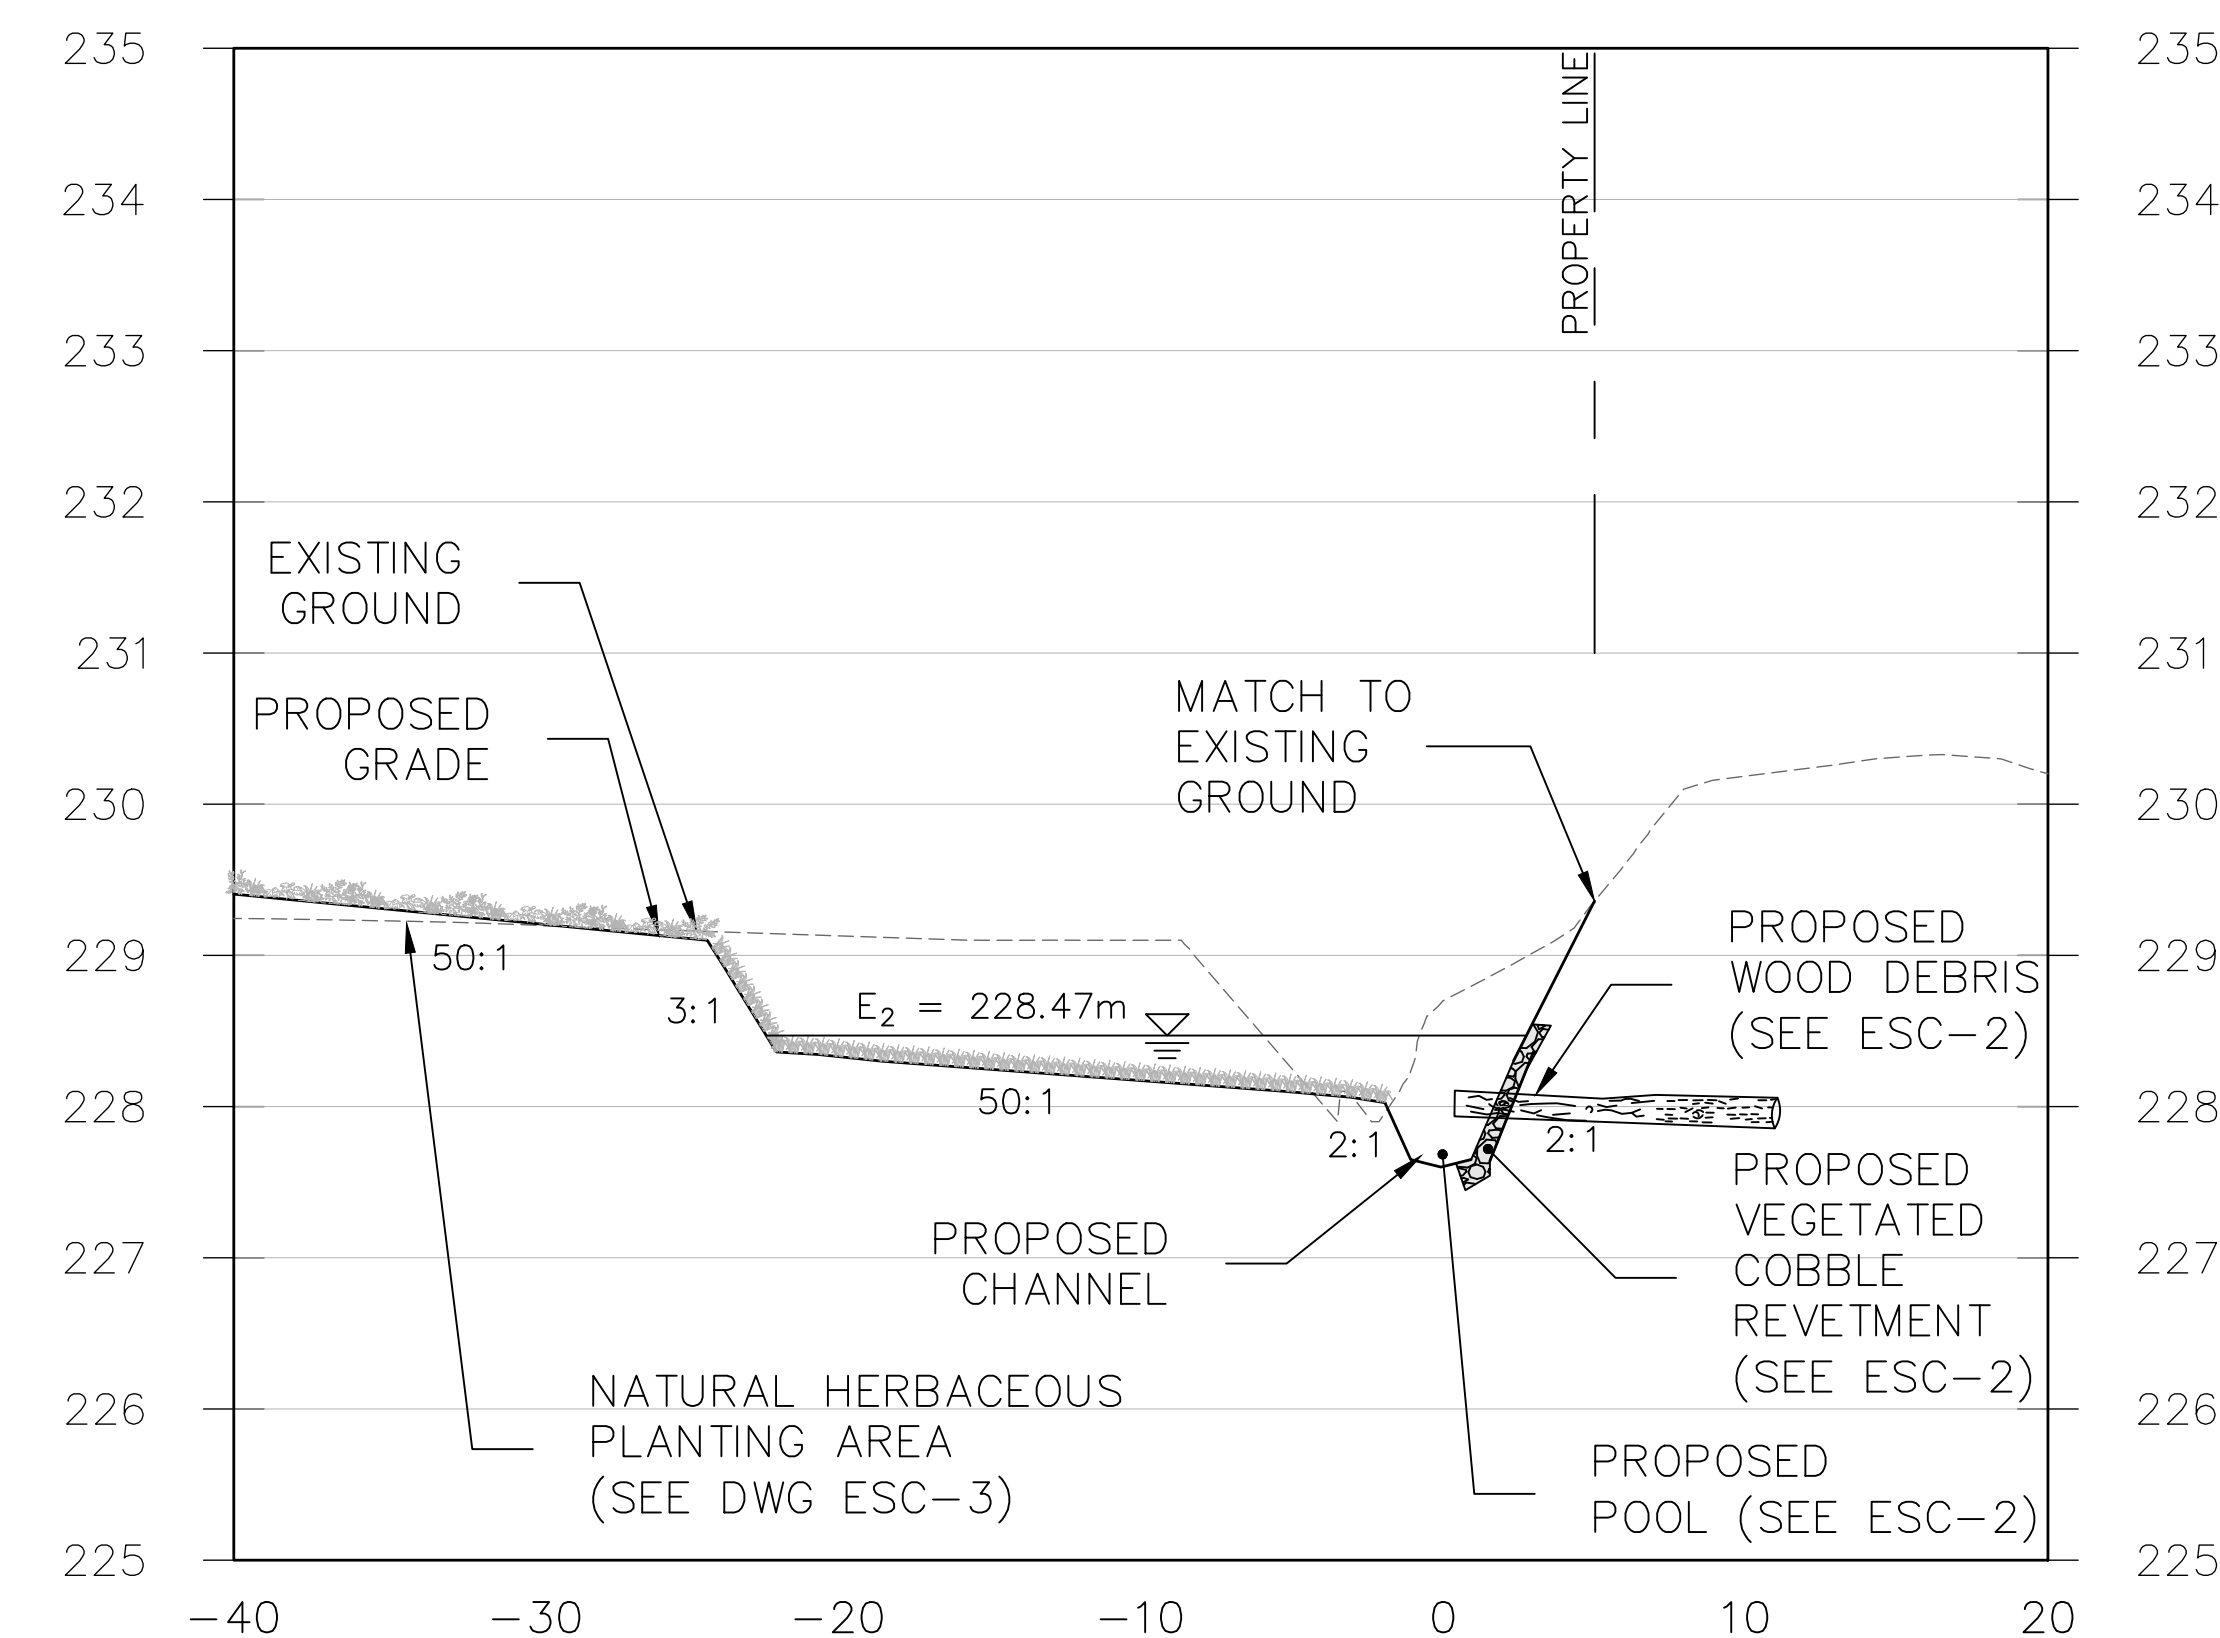 235
234
233
232
231
230
229
228
227
226
225
235
234
233
232
231
230
229
228
227
226
225
PROPERTY LINE
EXISTING
GROUND
PROPOSED
GRADE
MATCH TO
EXISTING
GROUND
PROPOSED
WOOD DEBRIS
(SEE ESC-2)
50:1
3:1
E₂ = 228.47m
50:1
2:1
2:1
PROPOSED
VEGETATED
COBBLE
REVETMENT
(SEE ESC-2)
PROPOSED
CHANNEL
NATURAL HERBACEOUS
PLANTING AREA
(SEE DWG ESC-3)
PROPOSED
POOL (SEE ESC-2)
-40 -30 -20 -10 0 10 20